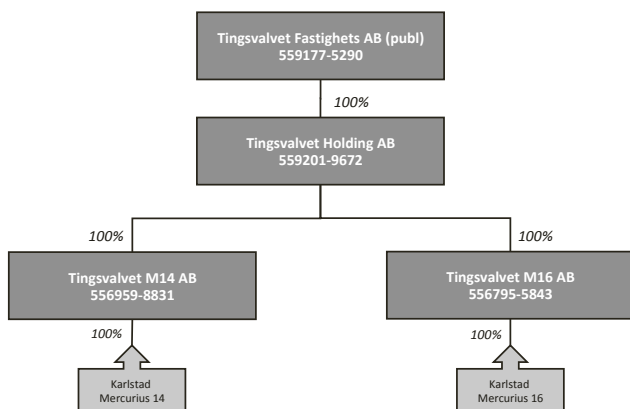 Tingsvalvet Fastighets AB (publ)
559177-5290
100%
Tingsvalvet Holding AB
559201-9672
100%
100%
Tingsvalvet M14 AB
556959-8831
Tingsvalvet M16 AB
556795-5843
100%
100%
Karlstad
Mercurius 14
Karlstad
Mercurius 16